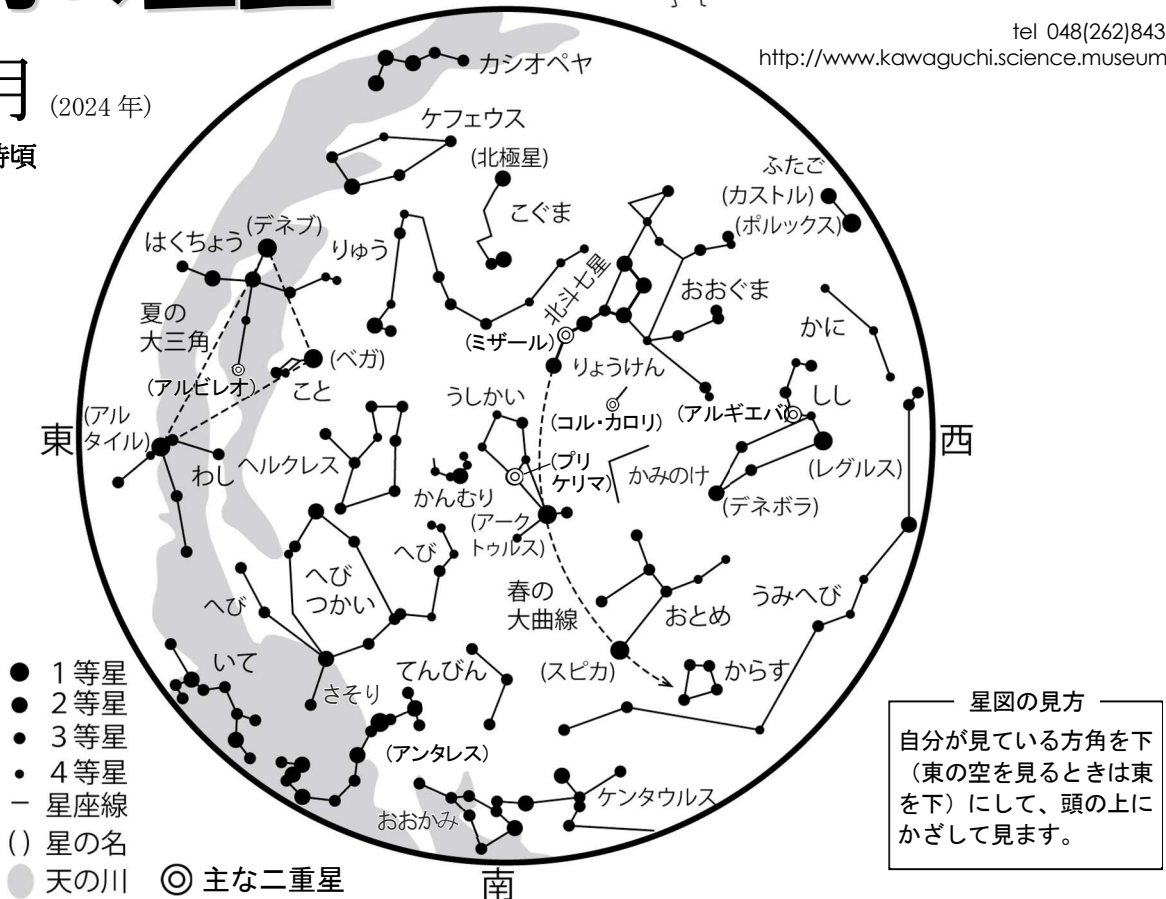 tel 048(262)843
http://www.kawaguchi.science.museum
月 (2024 年)
時頃
カシオペヤ
ケフェウス
(北極星)
こぐま
ふたご
(カストル)
(ポルックス)
はくちょう
(デネブ)
りゅう
北斗七星
おおぐま
夏の
大三角
(ベガ)
(ミザール)
かに
(アルビレオ)
こと
うしかい
りょうけん
(コル・カロリ)
(アルギエバ)
しし
東
(アル
タイル)
西
わし
ヘルクレス
かんむり
(プリ
ケリマ)
かみのけ
(レグルス)
(デネボラ)
(アーク
トゥルス)
へび
へび
つかい
へび
春の
大曲線
おとめ
うみへび
いて
さそり
てんびん
(スピカ)
からす
(アンタレス)
おおかみ
ケンタウルス
南
1等星
2等星
3等星
4等星
星座線
() 星の名
天の川
◎ 主な二重星
星図の見方
自分が見ている方角を下
(東の空を見るときは東
を下)にして、頭の上に
かざして見ます。